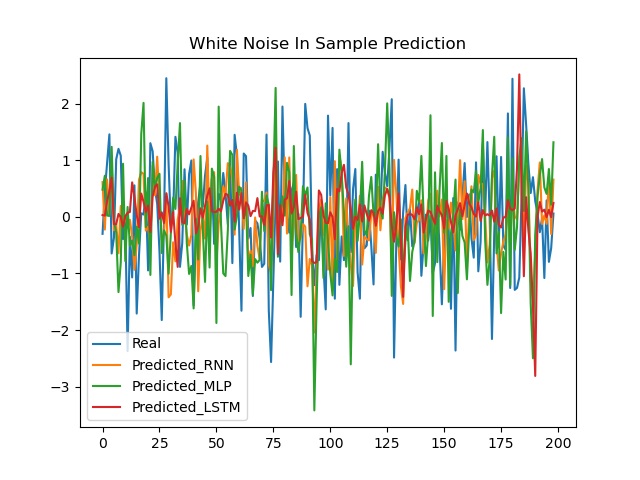 White Noise In Sample Prediction
2
1
0
−1
−2
−3
Real
Predicted_RNN
Predicted_MLP
Predicted_LSTM
0 25 50 75 100 125 150 175 200